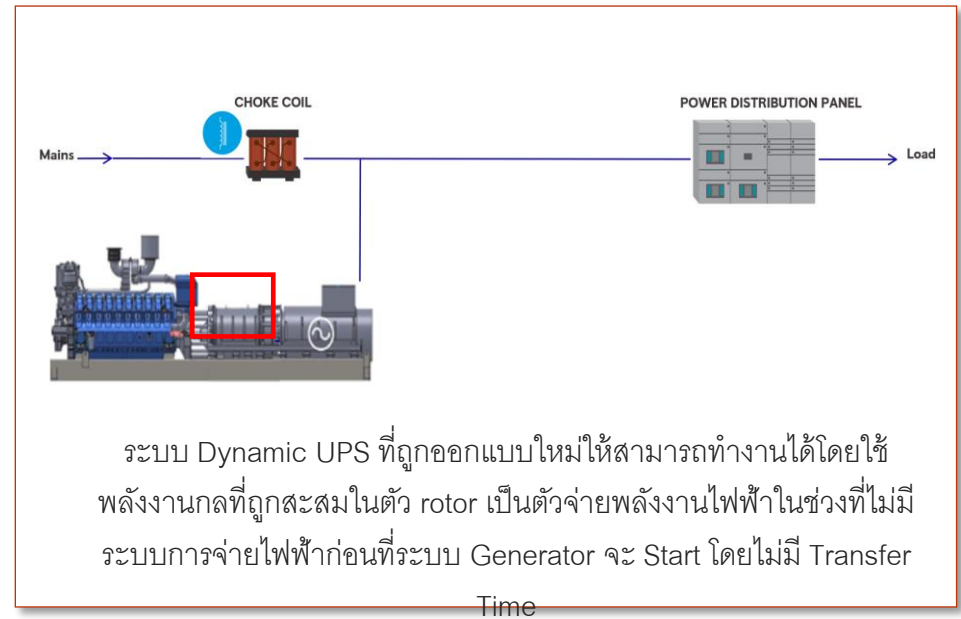 CHOKE COIL
POWER DISTRIBUTION PANEL
Mains
Load
ระบบ Dynamic UPS ที่ถูกออกแบบใหม่ให้สามารถทำงานได้โดยใช้
พลังงานกลที่ถูกสะสมในตัว rotor เป็นตัวจ่ายพลังงานไฟฟ้าในช่วงที่ไม่มี
ระบบการจ่ายไฟฟ้าก่อนที่ระบบ Generator จะ Start โดยไม่มี Transfer
Time